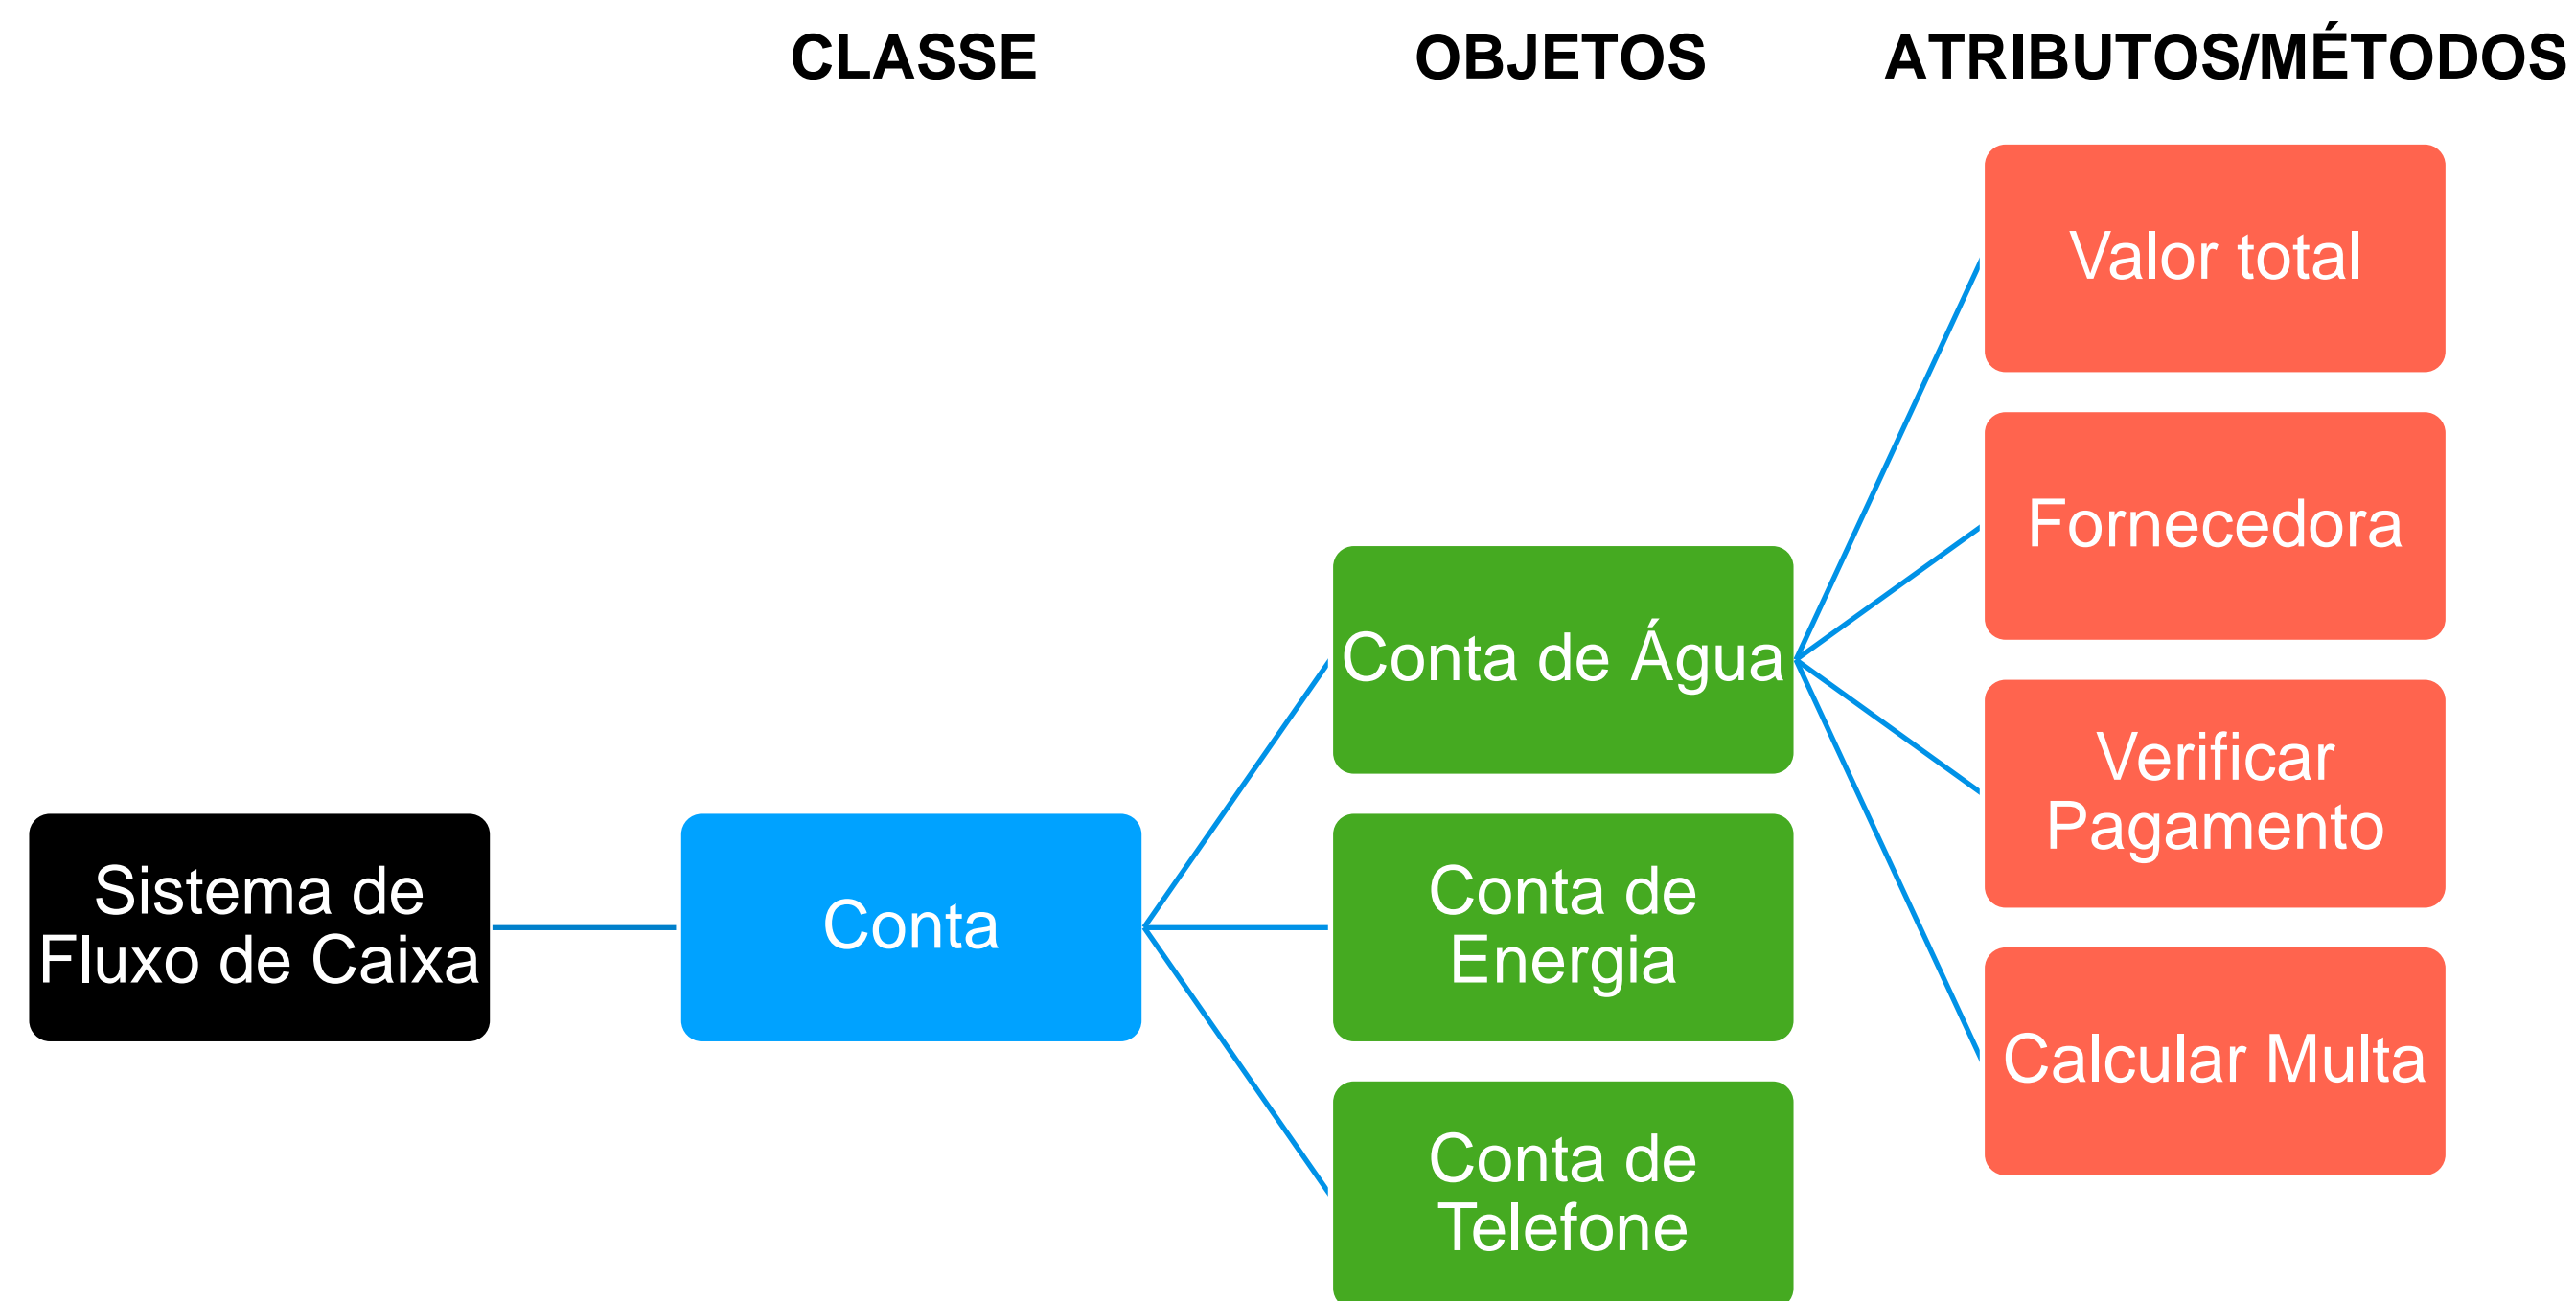 CLASSE
OBJETOS
ATRIBUTOS/MÉTODOS
Sistema de
Fluxo de Caixa
Conta
Conta de Água
Conta de
Energia
Conta de
Telefone
Valor total
Fornecedora
Verificar
Pagamento
Calcular Multa